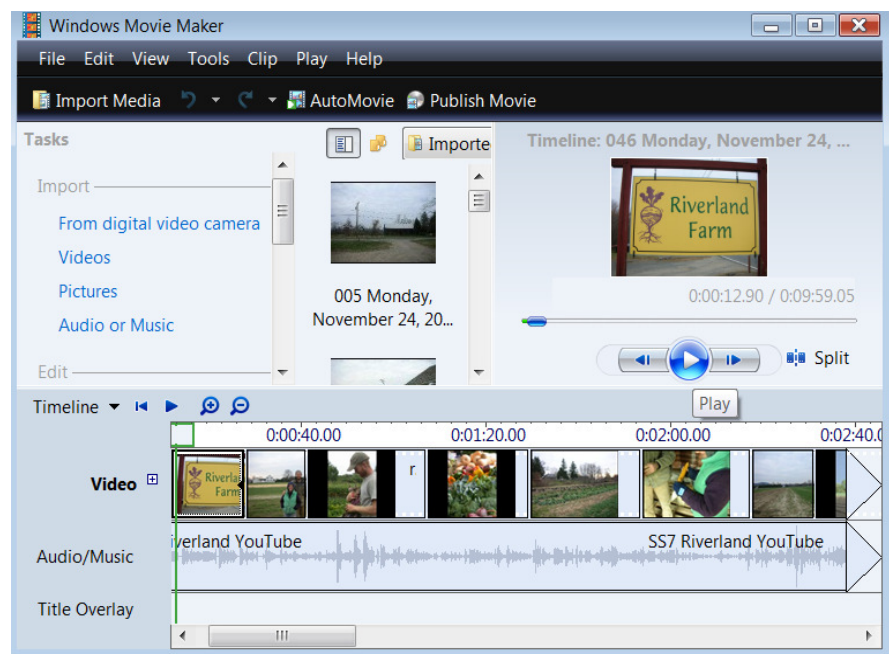 Windows Movie Maker
File Edit View Tools Clip Play Help
Import Media AutoMovie Publish Movie
Tasks
Import
From digital video camera
Videos
Pictures
Audio or Music
Edit
Importe
005 Monday,
November 24, 20...
Timeline: 046 Monday, November 24, ...
Riverland
Farm
0:00:12.90 / 0:09:59.05
Split
Play
Timeline
0:00:40.00 0:01:20.00 0:02:00.00 0:02:40.0
Video
Riverla
Farm
r
Audio/Music
iverland YouTube SS7 Riverland YouTube
Title Overlay